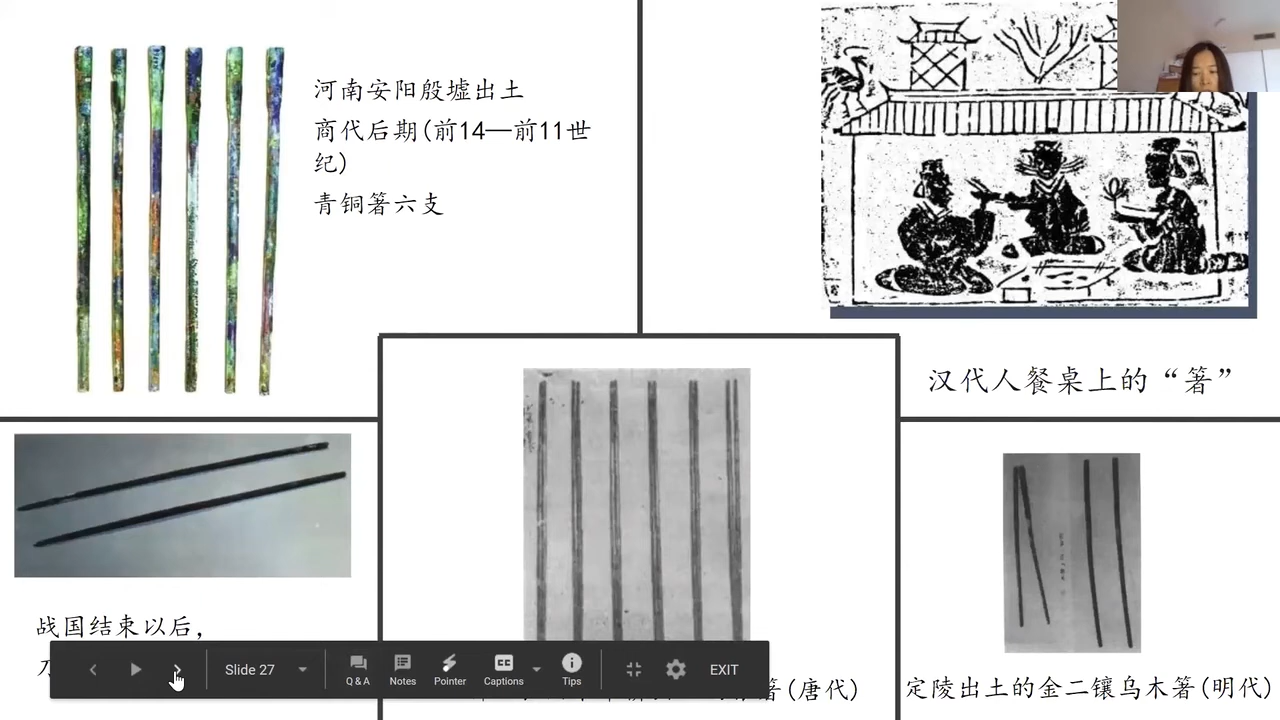 河南安阳殷墟出土
商代后期(前14—前11世
纪)
青铜箸六支
汉代人餐桌上的“箸”
战国结束以后，
箸(唐代)
定陵出土的金二镶乌木箸(明代)
Slide 27
Q & A
Notes
Pointer
Captions
Tips
EXIT